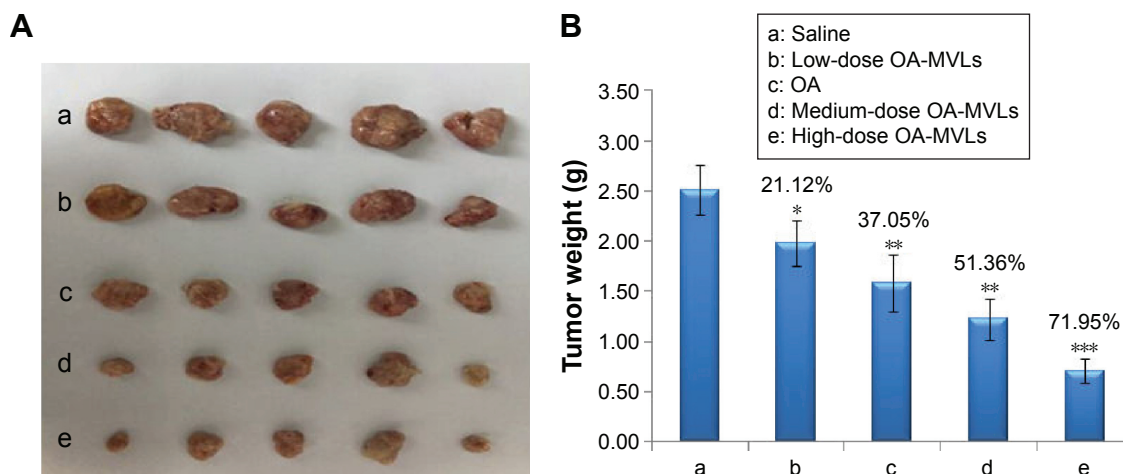 A
a
b
c
d
e
B
a: Saline
b: Low-dose OA-MVLs
c: OA
d: Medium-dose OA-MVLs
e: High-dose OA-MVLs
Tumor weight (g)
3.50
3.00
2.50
2.00
1.50
1.00
0.50
0.00
21.12%
*
37.05%
**
51.36%
**
71.95%
***
a b c d e